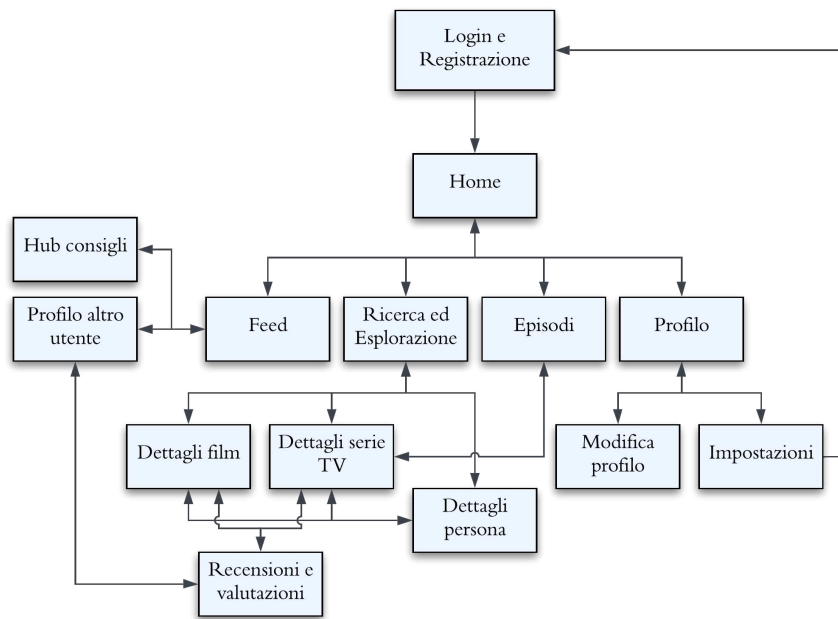 Login e
Registrazione
Home
Hub consigli
Profilo altro
utente
Feed
Ricerca ed
Esplorazione
Episodi
Profilo
Dettagli film
Dettagli serie
TV
Modifica
profilo
Impostazioni
Dettagli
persona
Recensioni e
valutazioni